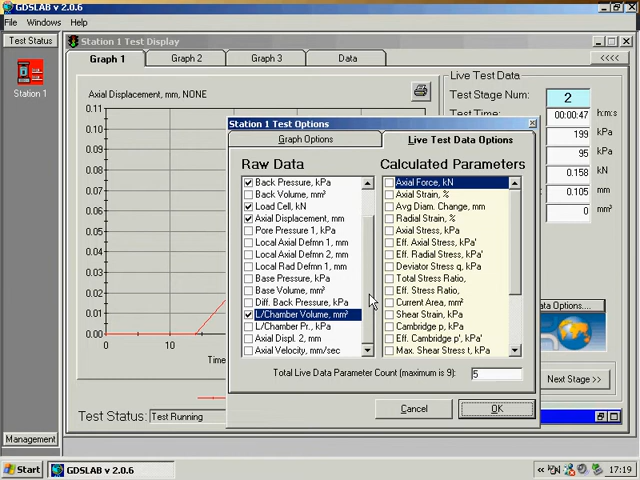 GDSLAB v 2.0.6
File Windows Help
Test Status
Station 1
Management
Station 1 Test Display
Graph 1
Graph 2
Graph 3
Data
<<<<
Axial Displacement, mm, NONE
0.11
0.10
0.09
0.08
0.07
0.06
0.05
0.04
0.03
0.02
0.01
0.00
0
10
Time
Test Status:
Test Running
Live Test Data
Test Stage Num:
2
Test Time:
00:00:47
h:m:s
199
kPa
95
kPa
0.158
kN
0.105
mm
0
mm³
ata Options....
Next Stage >>
Station 1 Test Options
Graph Options
Live Test Data Options
Raw Data
Back Pressure, kPa
Back Volume, mm³
Load Cell, kN
Axial Displacement, mm
Pore Pressure 1, kPa
Local Axial Defmn 1, mm
Local Axial Defmn 2, mm
Local Rad Defmn 1, mm
Base Pressure, kPa
Base Volume, mm³
Diff. Back Pressure, kPa
L/Chamber Volume, mm³
L/Chamber Pr., kPa
Axial Displ. 2, mm
Axial Velocity, mm/sec
Calculated Parameters
Axial Force, kN
Axial Strain, %
Avg Diam. Change, mm
Radial Strain, %
Axial Stress, kPa
Eff. Axial Stress, kPa'
Eff. Radial Stress, kPa'
Deviator Stress q, kPa
Total Stress Ratio,
Eff. Stress Ratio,
Current Area, mm²
Shear Strain, kPa
Cambridge p, kPa
Eff. Cambridge p', kPa'
Max. Shear Stress t, kPa
Total Live Data Parameter Count (maximum is 9):
5
Cancel
OK
Start
GDSLAB v 2.0.6
«
17:19